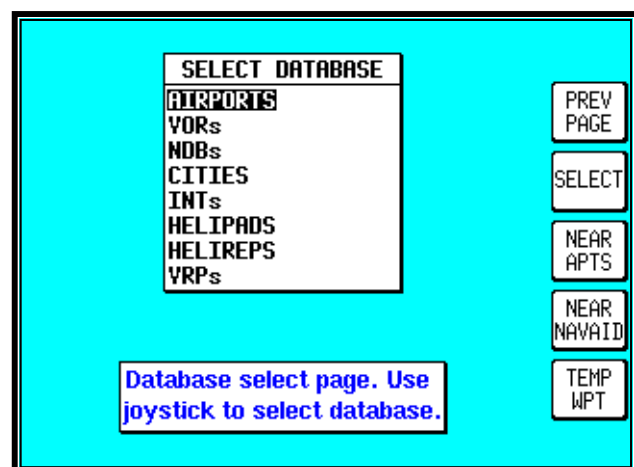 SELECT DATABASE
AIRPORTS
VORs
NDBs
CITIES
INTs
HELIPADS
HELIREPS
VRPs
Database select page. Use
joystick to select database.
PREV
PAGE
SELECT
NEAR
APTS
NEAR
NAVAID
TEMP
WPT